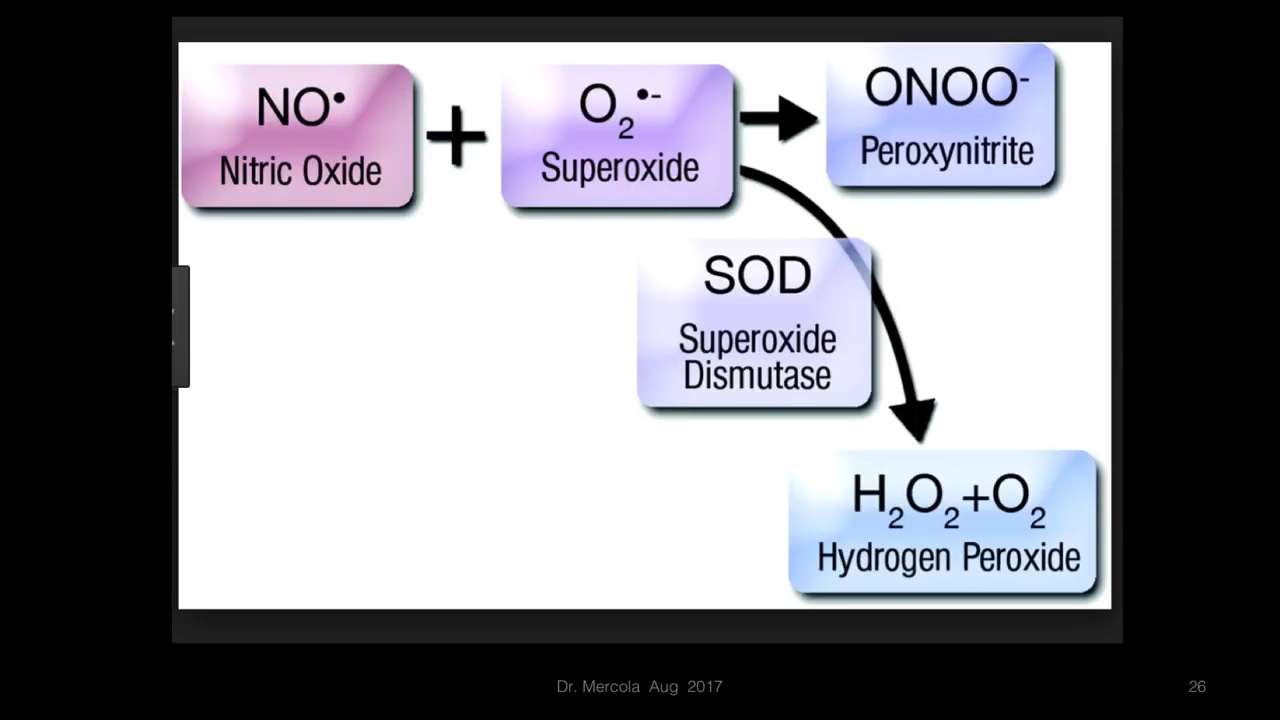 NO•
Nitric Oxide
+
O₂•-
Superoxide
ONOO-
Peroxynitrite
SOD
Superoxide
Dismutase
H₂O₂+O₂
Hydrogen Peroxide
Dr. Mercola Aug 2017
26